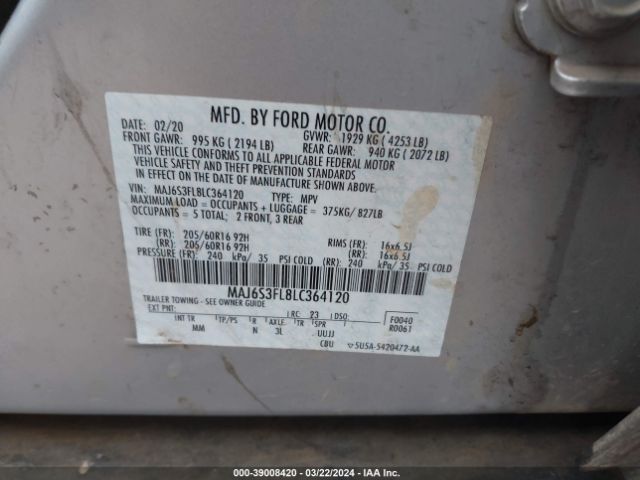 MFD. BY FORD MOTOR CO.
DATE: 02/20 GVWR: 1929 KG ( 4253 LB)
FRONT GAWR: 995 KG ( 2194 LB) REAR GAWR: 940 KG ( 2072 LB)
THIS VEHICLE CONFORMS TO ALL APPLICABLE FEDERAL MOTOR
VEHICLE SAFETY AND THEFT PREVENTION STANDARDS
IN EFFECT ON THE DATE OF MANUFACTURE SHOWN ABOVE.
VIN: MAJ6S3FL8LC364120 TYPE: MPV
MAXIMUM LOAD = OCCUPANTS + LUGGAGE = 375KG/ 827LB
OCCUPANTS = 5 TOTAL; 2 FRONT, 3 REAR
TIRE (FR): 205/60R16 92H RIMS (FR): 16x6.5J
(RR): 205/60R16 92H (RR): 16x6.5J
PRESSURE (FR): 240 kPa/ 35 PSI COLD (RR): 240 kPa/ 35 PSI COLD
MAJ6S3FL8LC364120
TRAILER TOWING - SEE OWNER GUIDE
EXT PNT: RC: 23 DSO: F0040
INT TR TP/PS R AXLE TR SPR R0061
MM N 3L UUJJ
CBU 5U5A-5420472-AA
000-39008420 | 03/22/2024 | IAA Inc.